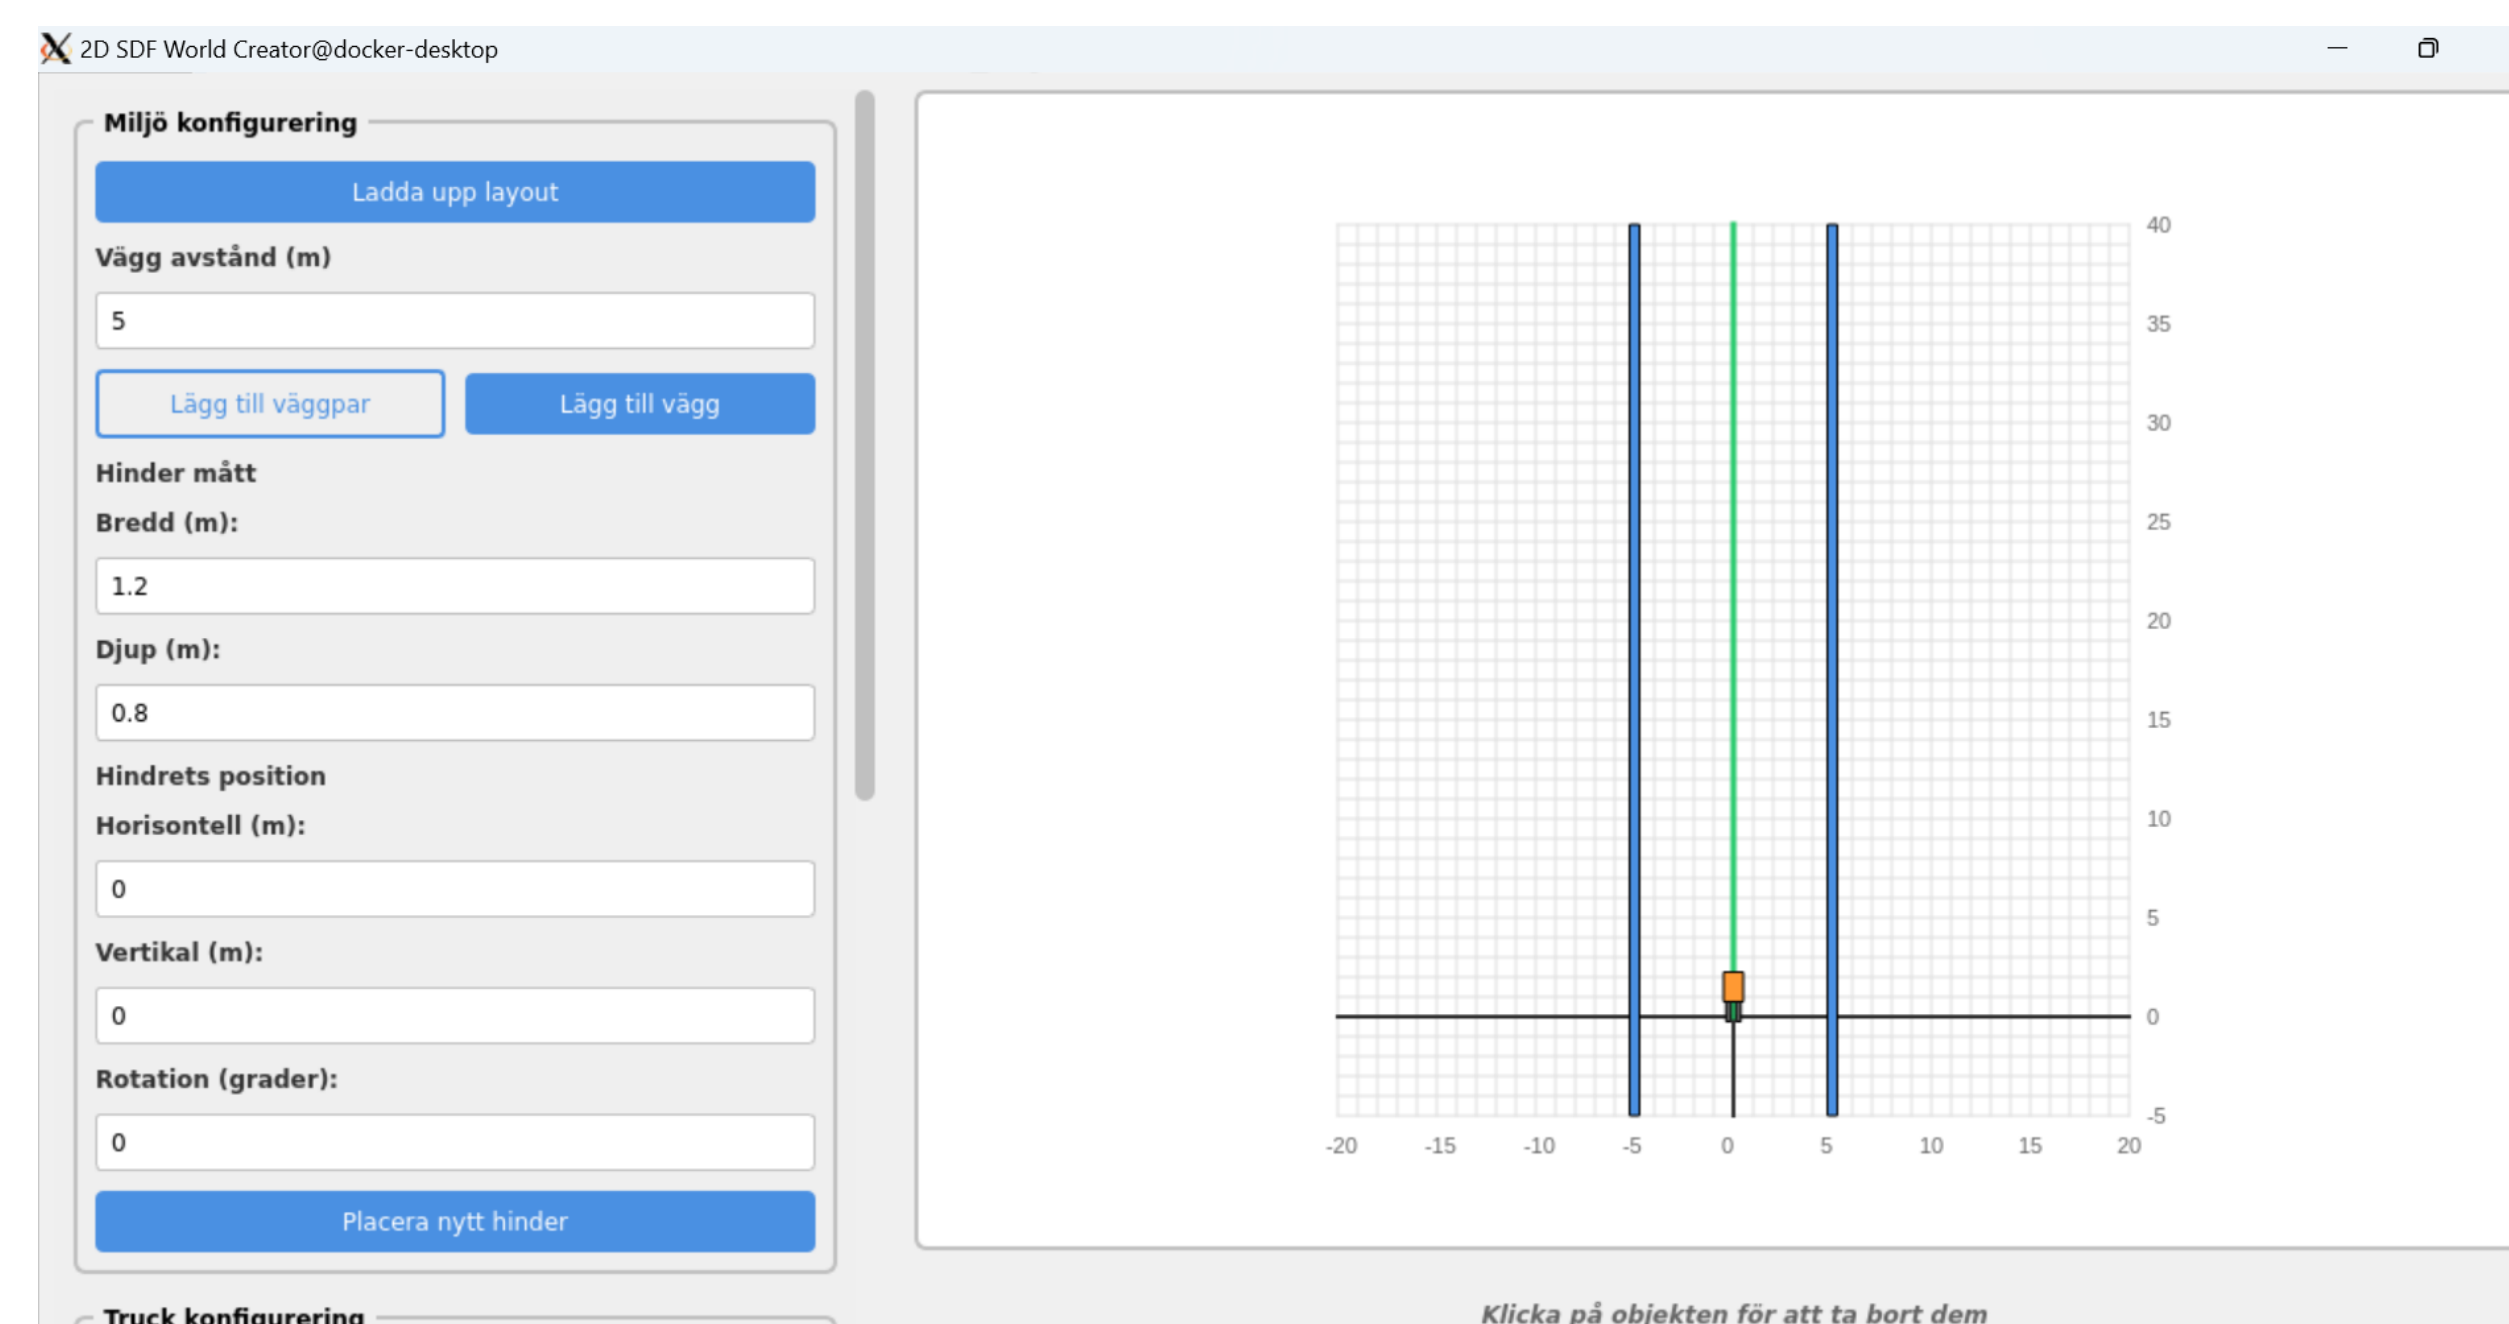 2D SDF World Creator@docker-desktop
Miljö konfigurering
Ladda upp layout
Vägg avstånd (m)
5
Lägg till väggpar
Lägg till vägg
Hinder mått
Bredd (m):
1.2
Djup (m):
0.8
Hindrets position
Horisontell (m):
0
Vertikal (m):
0
Rotation (grader):
0
Placera nytt hinder
Truck konfigurering
40
35
30
25
20
15
10
5
0
-5
-20 -15 -10 -5 0 5 10 15 20
Klicka på objekten för att ta bort dem